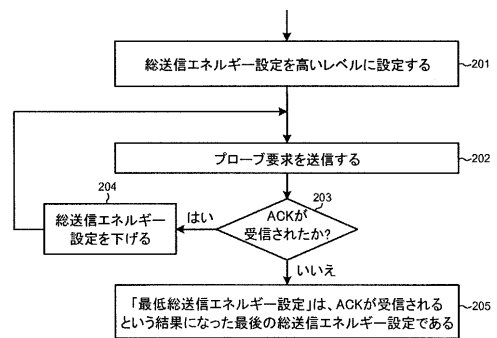 総送信エネルギー設定を高いレベルに設定する
201
プローブ要求を送信する
202
204
203
総送信エネルギー
設定を下げる
はい
ACKが
受信されたか?
いいえ
「最低総送信エネルギー設定」は、ACKが受信される
という結果になった最後の総送信エネルギー設定である
205